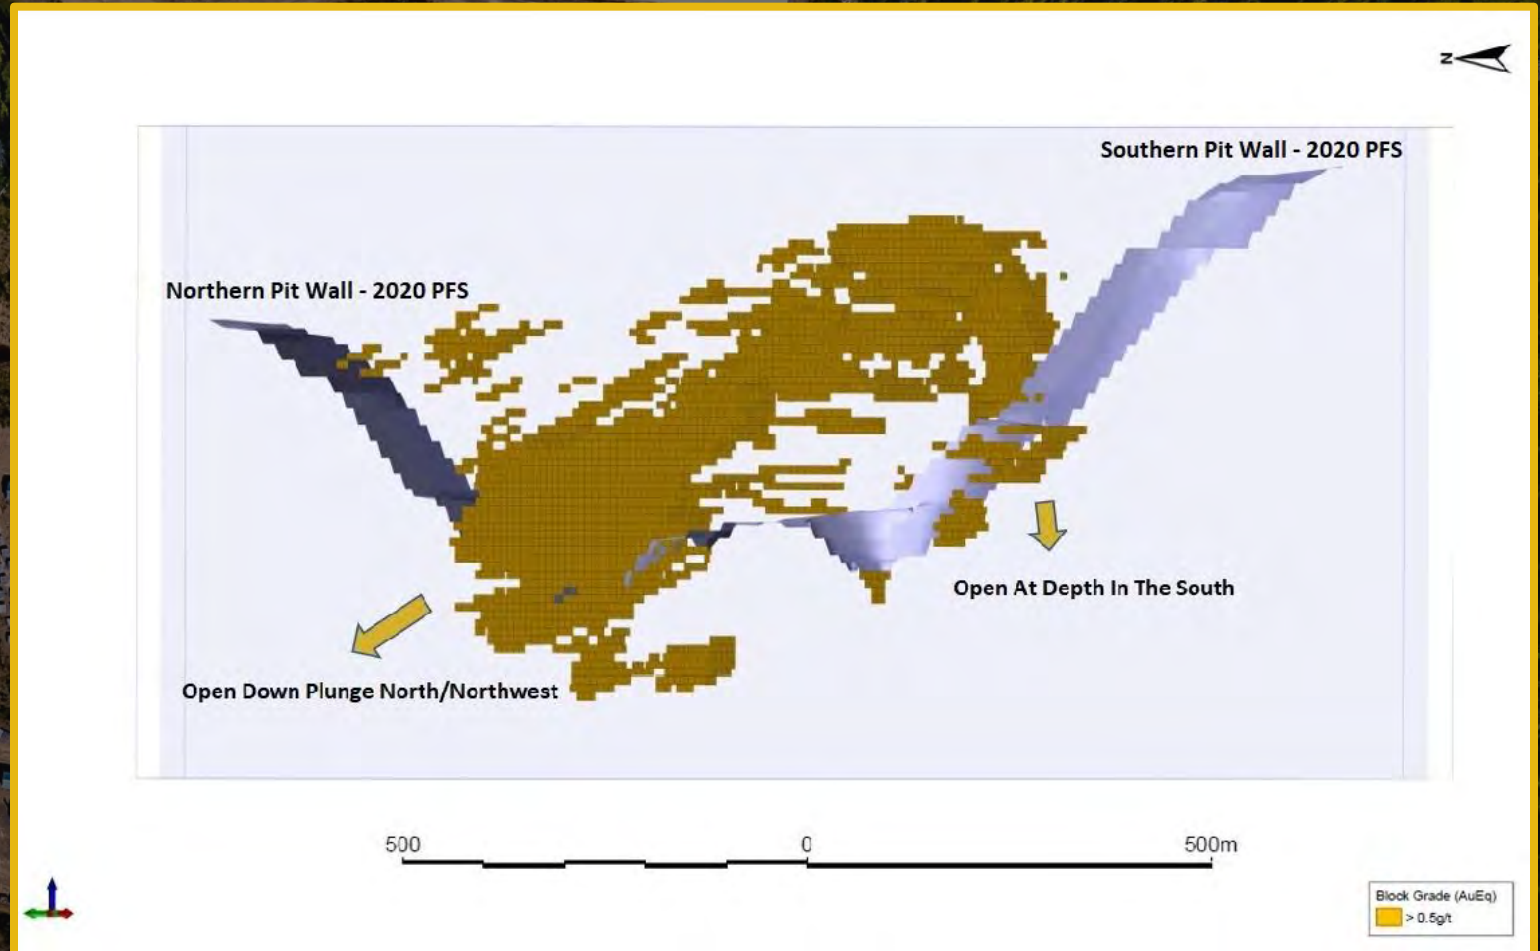 N
Southern Pit Wall - 2020 PFS
Northern Pit Wall - 2020 PFS
Open At Depth In The South
Open Down Plunge North/Northwest
500 0 500m
Block Grade (AuEq)
> 0.5g/t